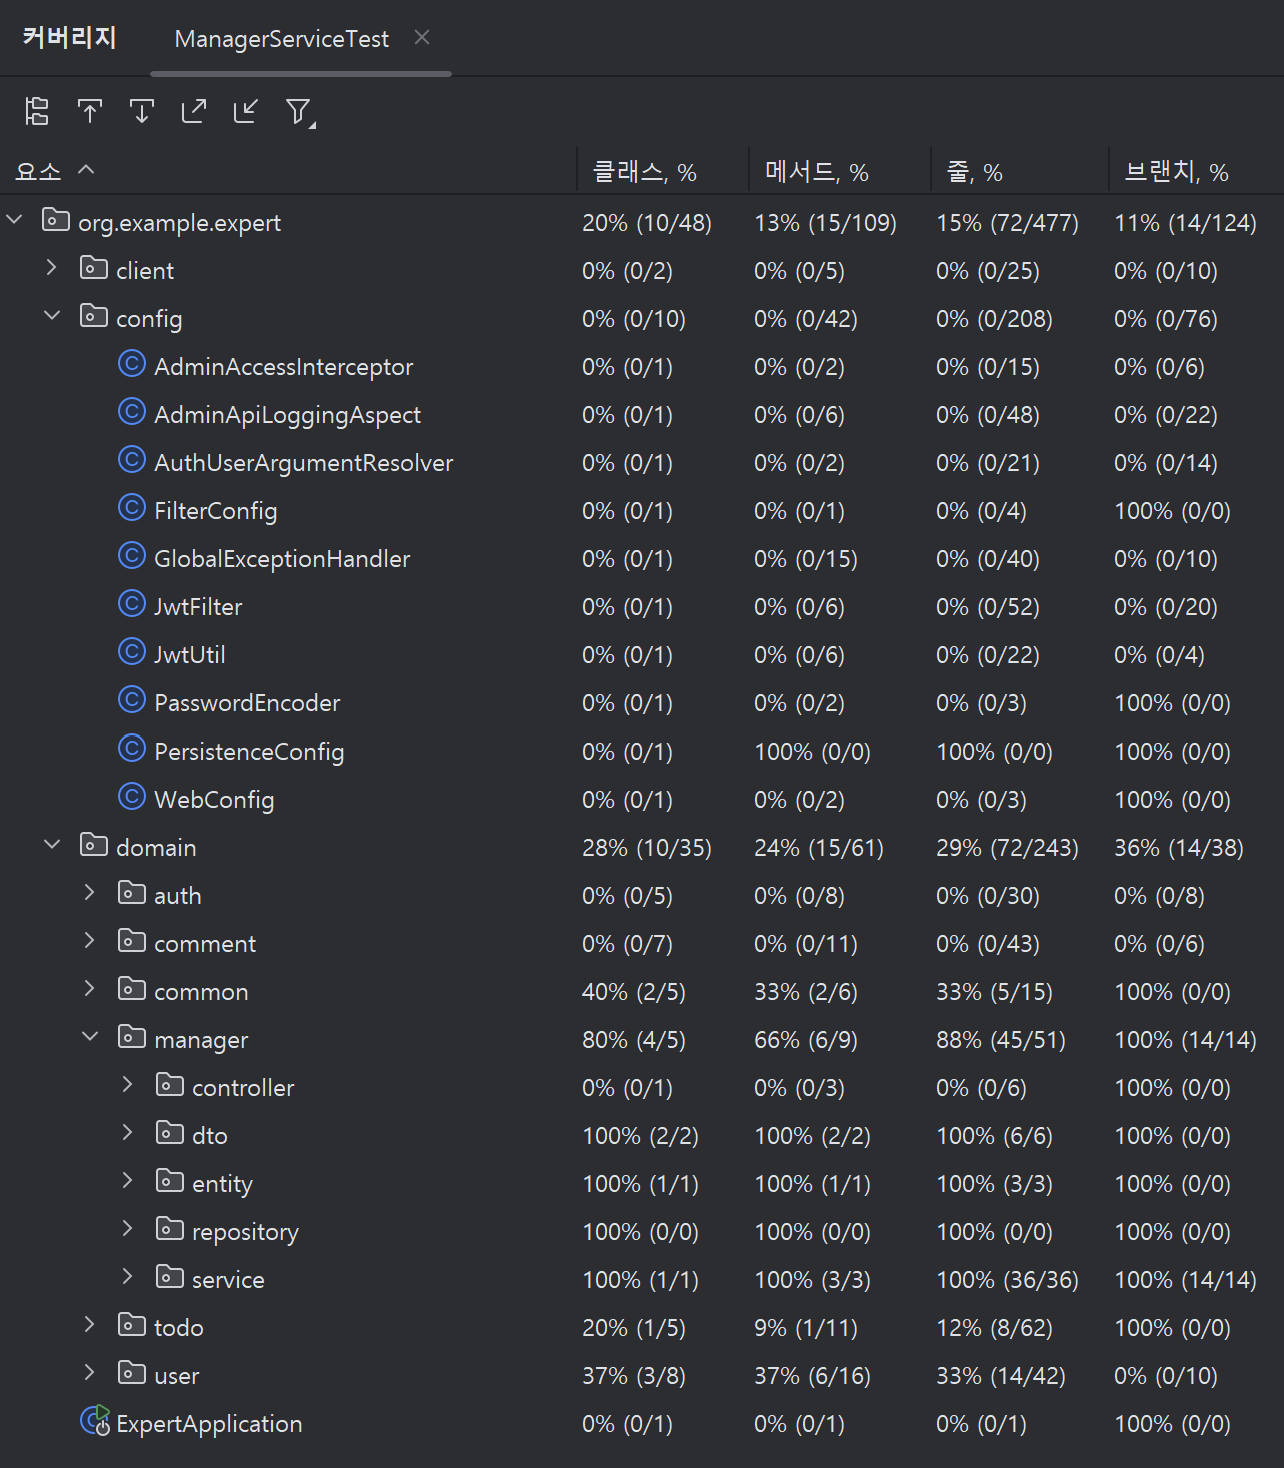 커버리지 ManagerServiceTest
요소 클래스, % 메서드, % 줄, % 브랜치, %
org.example.expert 20% (10/48) 13% (15/109) 15% (72/477) 11% (14/124)
client 0% (0/2) 0% (0/5) 0% (0/25) 0% (0/10)
config 0% (0/10) 0% (0/42) 0% (0/208) 0% (0/76)
AdminAccessInterceptor 0% (0/1) 0% (0/2) 0% (0/15) 0% (0/6)
AdminApiLoggingAspect 0% (0/1) 0% (0/6) 0% (0/48) 0% (0/22)
AuthUserArgumentResolver 0% (0/1) 0% (0/2) 0% (0/21) 0% (0/14)
FilterConfig 0% (0/1) 0% (0/1) 0% (0/4) 100% (0/0)
GlobalExceptionHandler 0% (0/1) 0% (0/15) 0% (0/40) 0% (0/10)
JwtFilter 0% (0/1) 0% (0/6) 0% (0/52) 0% (0/20)
JwtUtil 0% (0/1) 0% (0/6) 0% (0/22) 0% (0/4)
PasswordEncoder 0% (0/1) 0% (0/2) 0% (0/3) 100% (0/0)
PersistenceConfig 0% (0/1) 100% (0/0) 100% (0/0) 100% (0/0)
WebConfig 0% (0/1) 0% (0/2) 0% (0/3) 100% (0/0)
domain 28% (10/35) 24% (15/61) 29% (72/243) 36% (14/38)
auth 0% (0/5) 0% (0/8) 0% (0/30) 0% (0/8)
comment 0% (0/7) 0% (0/11) 0% (0/43) 0% (0/6)
common 40% (2/5) 33% (2/6) 33% (5/15) 100% (0/0)
manager 80% (4/5) 66% (6/9) 88% (45/51) 100% (14/14)
controller 0% (0/1) 0% (0/3) 0% (0/6) 100% (0/0)
dto 100% (2/2) 100% (2/2) 100% (6/6) 100% (0/0)
entity 100% (1/1) 100% (1/1) 100% (3/3) 100% (0/0)
repository 100% (0/0) 100% (0/0) 100% (0/0) 100% (0/0)
service 100% (1/1) 100% (3/3) 100% (36/36) 100% (14/14)
todo 20% (1/5) 9% (1/11) 12% (8/62) 100% (0/0)
user 37% (3/8) 37% (6/16) 33% (14/42) 0% (0/10)
ExpertApplication 0% (0/1) 0% (0/1) 0% (0/1) 100% (0/0)